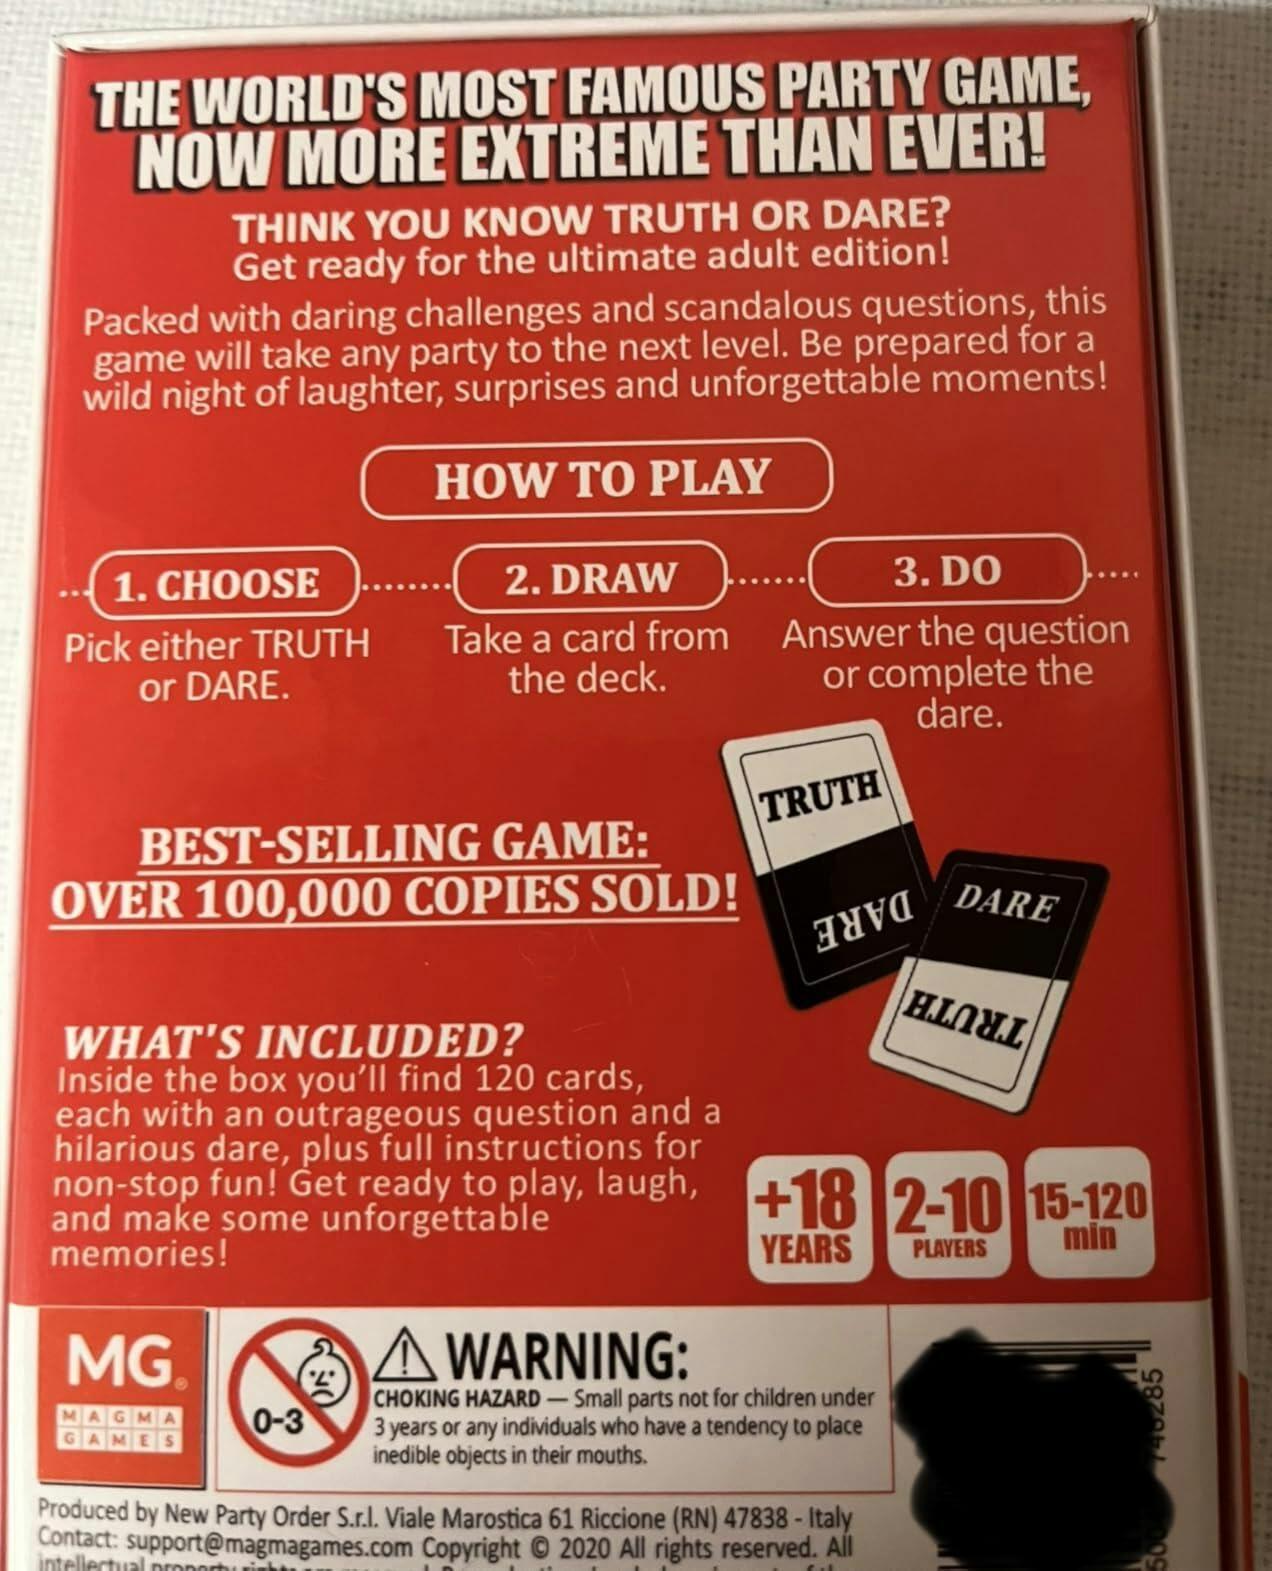 THE WORLD'S MOST FAMOUS PARTY GAME,
NOW MORE EXTREME THAN EVER!
THINK YOU KNOW TRUTH OR DARE?
Get ready for the ultimate adult edition!
Packed with daring challenges and scandalous questions, this
game will take any party to the next level. Be prepared for a
wild night of laughter, surprises and unforgettable moments!
HOW TO PLAY
1. CHOOSE
Pick either TRUTH
or DARE.
2. DRAW
Take a card from
the deck.
3. DO
Answer the question
or complete the
dare.
TRUTH
DARE
DARE
TRUTH
BEST-SELLING GAME:
OVER 100,000 COPIES SOLD!
WHAT'S INCLUDED?
Inside the box you'll find 120 cards,
each with an outrageous question and a
hilarious dare, plus full instructions for
non-stop fun! Get ready to play, laugh,
and make some unforgettable
memories!
+18
YEARS
2-10
PLAYERS
15-120
min
MG®
MAGMA
GAMES
0-3
WARNING:
CHOKING HAZARD — Small parts not for children under
3 years or any individuals who have a tendency to place
inedible objects in their mouths.
Produced by New Party Order S.r.l. Viale Marostica 61 Riccione (RN) 47838 - Italy
Contact: support@magmagames.com Copyright © 2020 All rights reserved. All
intellectual property rights